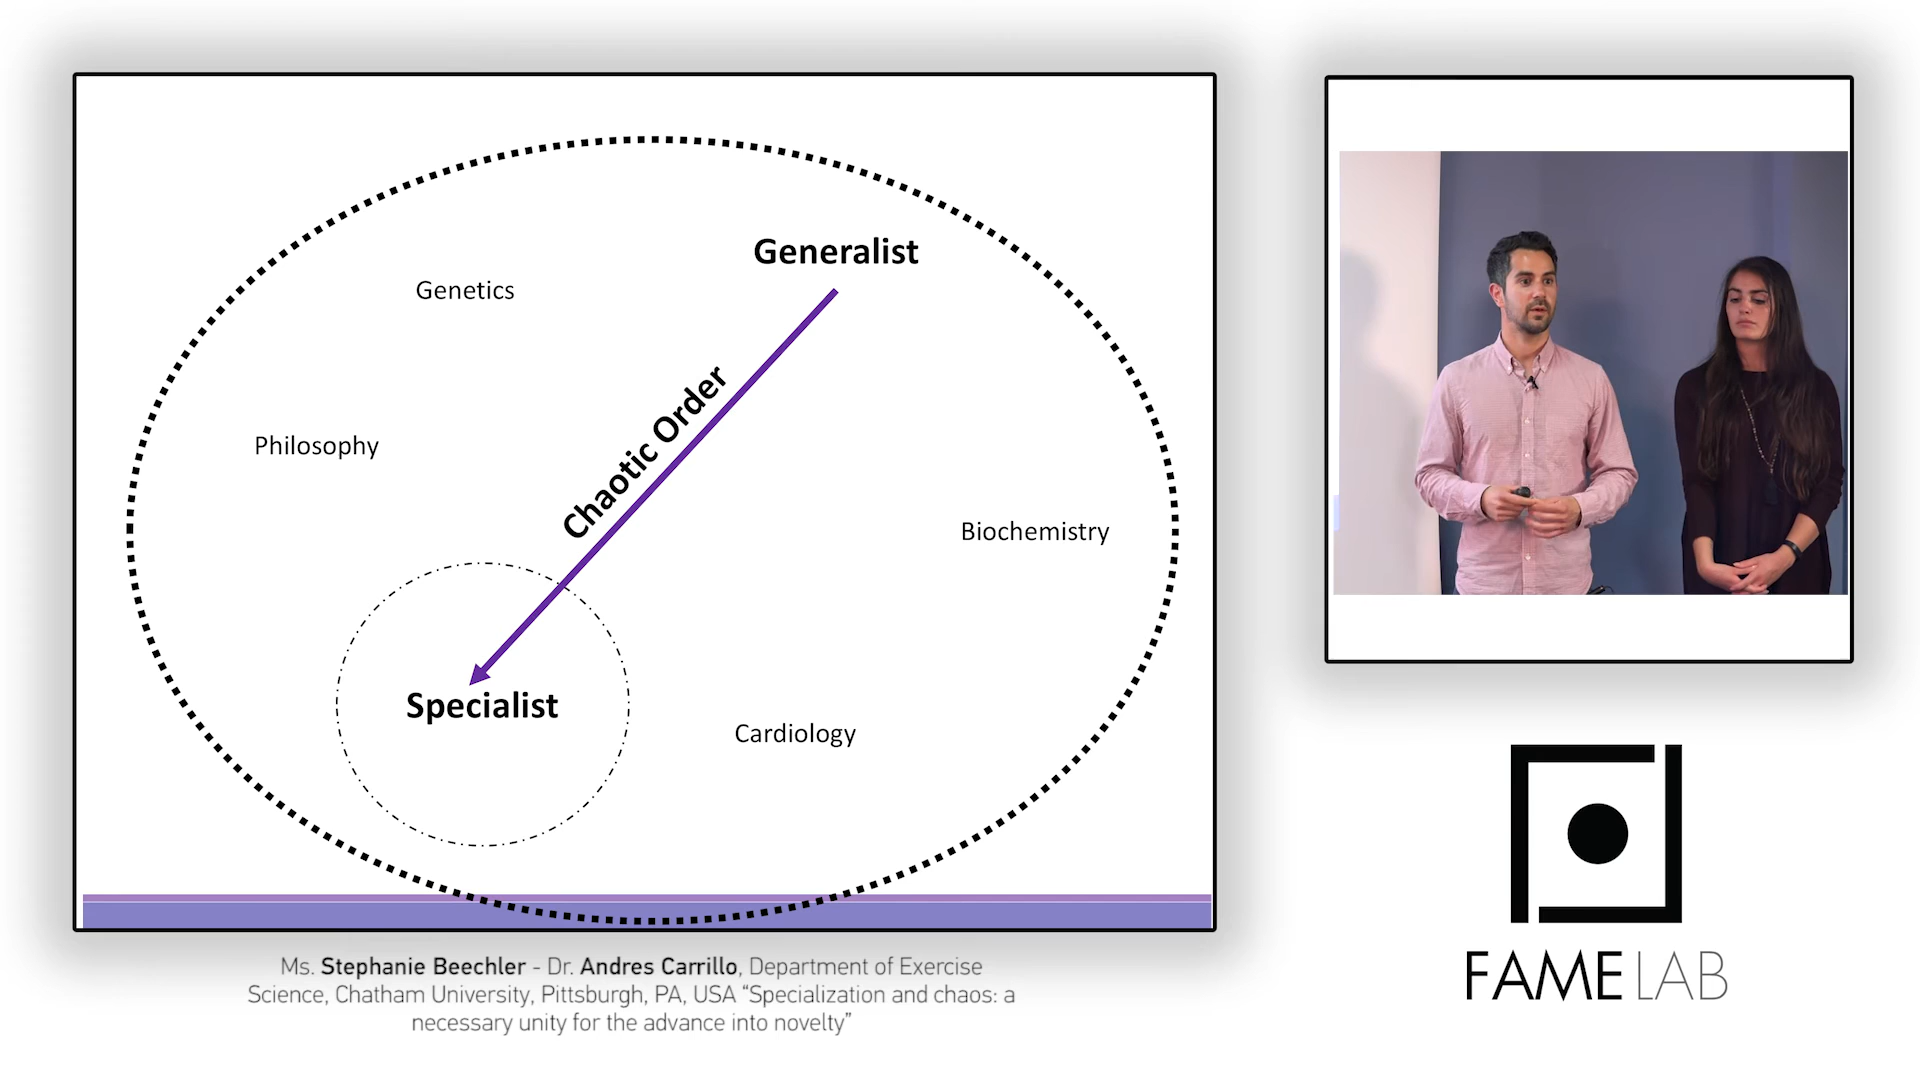 Generalist
Genetics
Chaotic Order
Philosophy
Biochemistry
Specialist
Cardiology
Ms. Stephanie Beechler - Dr. Andres Carrillo, Department of Exercise
Science, Chatham University, Pittsburgh, PA, USA “Specialization and chaos: a
necessary unity for the advance into novelty”
FAME LAB